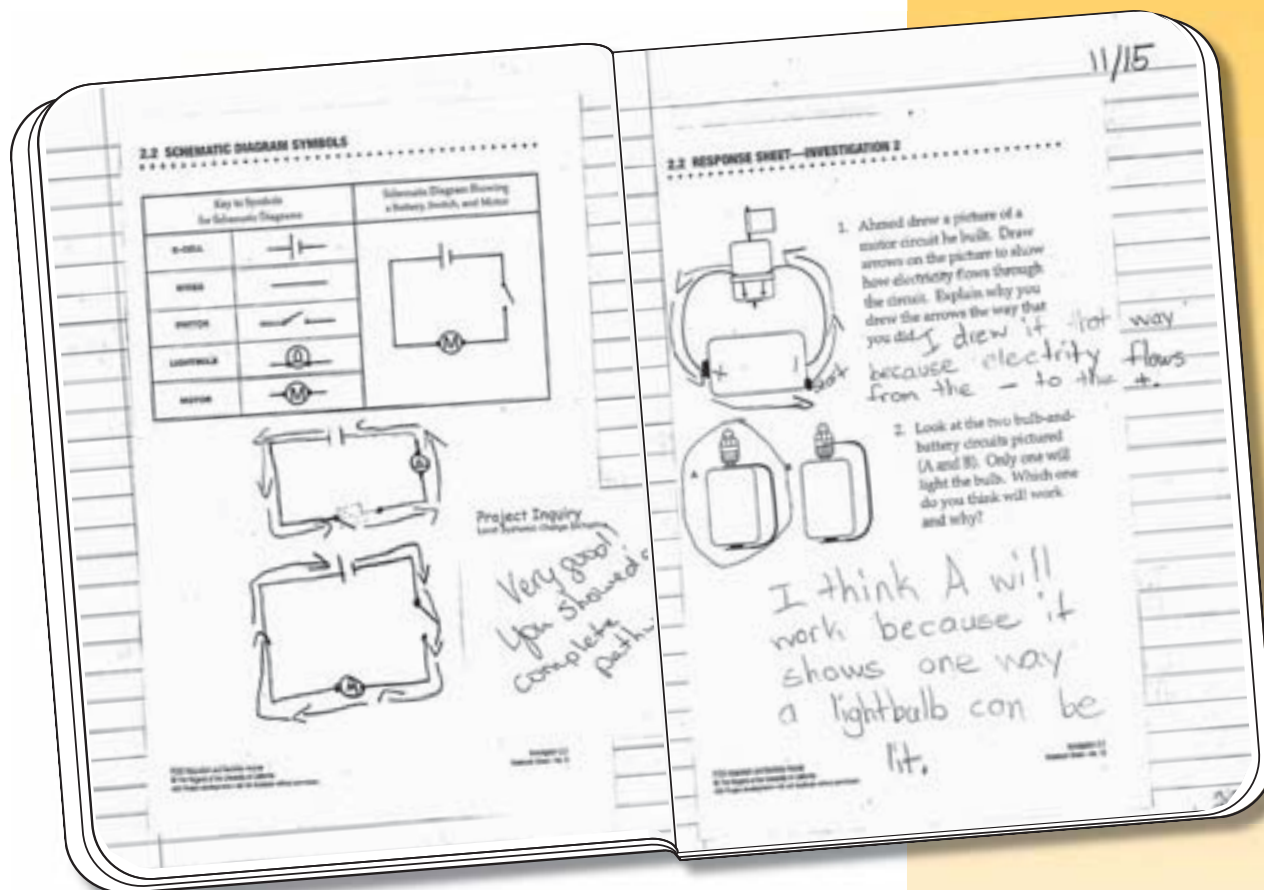 2.2 SCHEMATIC DIAGRAM SYMBOLS
Key to Symbols
for Schematic Diagrams
Schematic Diagram Showing
a Battery, Switch, and Motor
D-CELL
WIRES
SWITCH
LIGHTBULB
MOTOR
M
M
Project Inquiry
Very good!
You showed a
complete
11/15
2.2 RESPONSE SHEET—INVESTIGATION 2
1. Ahmed drew a picture of a
motor circuit he built. Draw
arrows on the picture to show
how electricity flows through
the circuit. Explain why you
drew the arrows the way that
you did. I drew it that way
because electrity flows
from the - to the +.
+
-
start
2. Look at the two bulb-and-
battery circuits pictured
(A and B). Only one will
light the bulb. Which one
do you think will work
and why?
A
B
I think A will
work because it
shows one way
a lightbulb can be
lit.